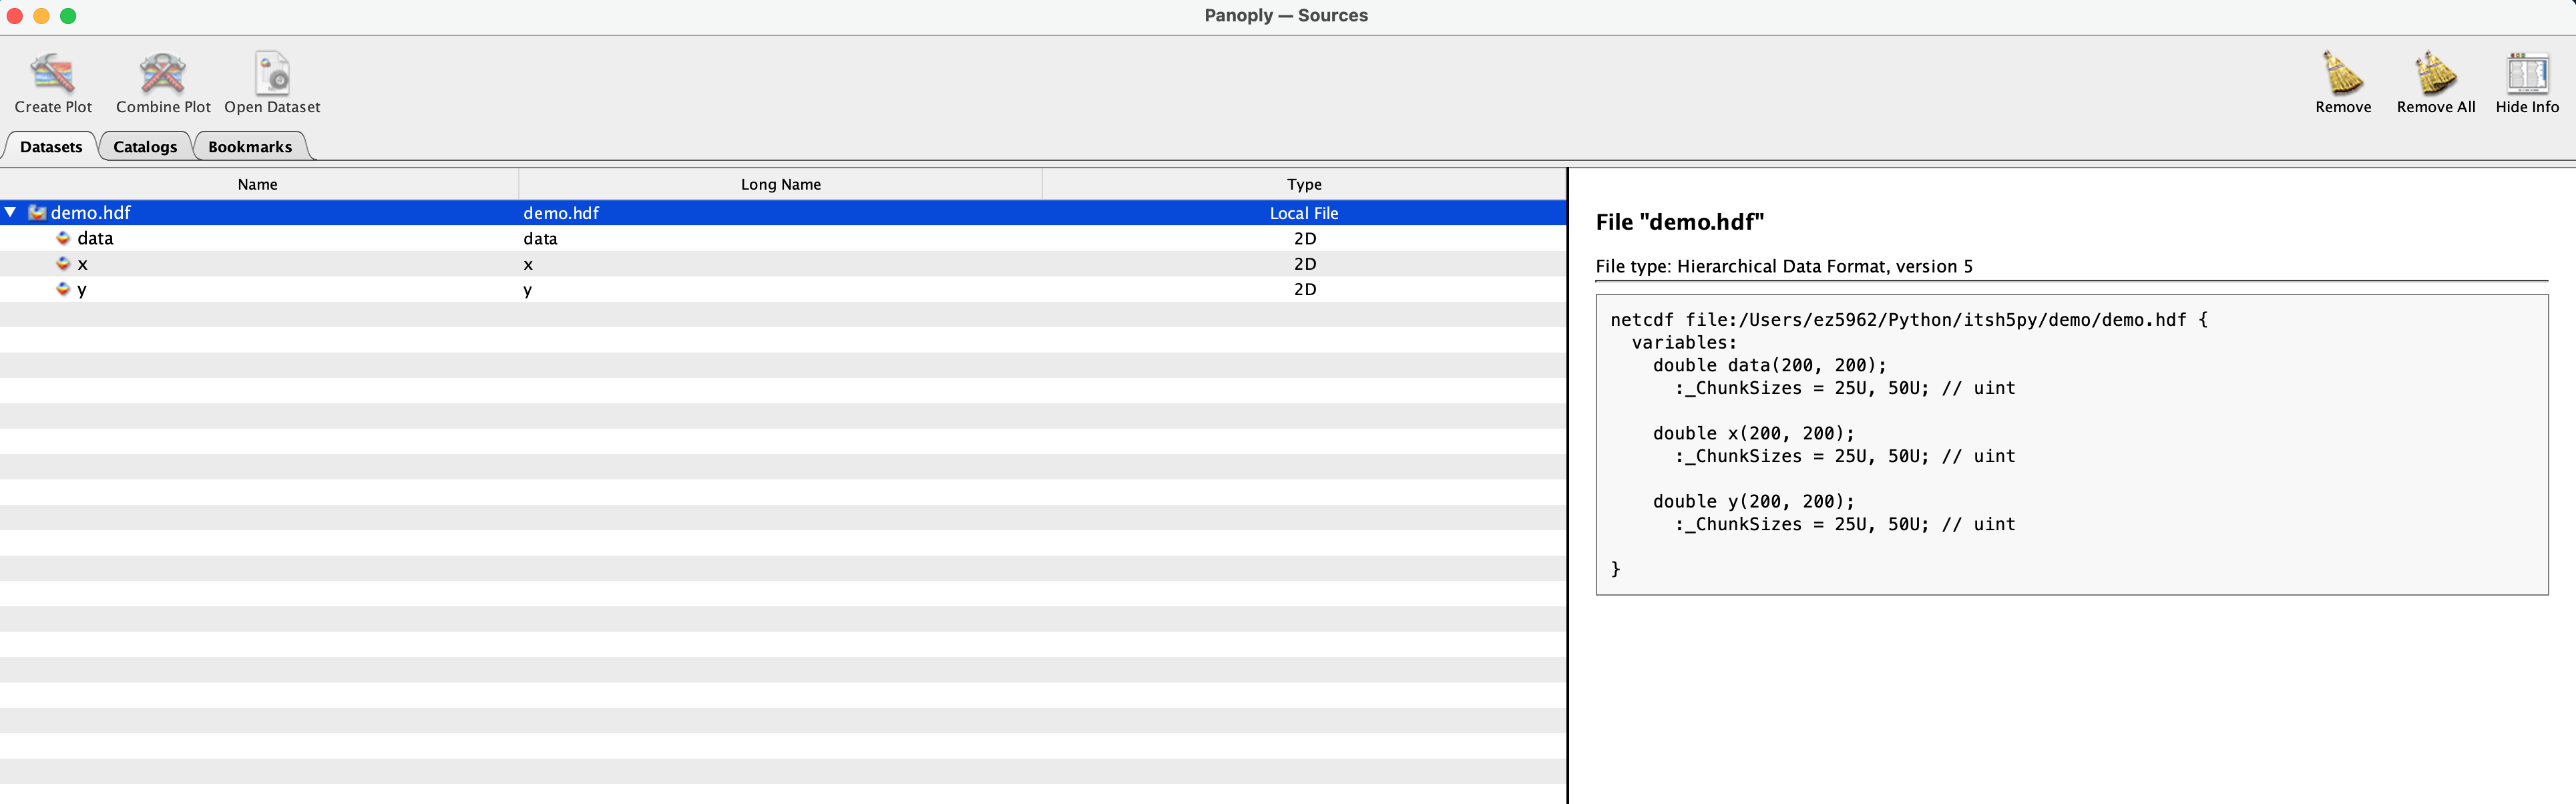 Panoply — Sources
Create Plot Combine Plot Open Dataset Remove Remove All Hide Info
Datasets Catalogs Bookmarks
Name Long Name Type
demo.hdf demo.hdf Local File
data data 2D
x x 2D
y y 2D
File "demo.hdf"
File type: Hierarchical Data Format, version 5
netcdf file:/Users/ez5962/Python/itsh5py/demo/demo.hdf {
variables:
double data(200, 200);
:_ChunkSizes = 25U, 50U; // uint
double x(200, 200);
:_ChunkSizes = 25U, 50U; // uint
double y(200, 200);
:_ChunkSizes = 25U, 50U; // uint
}